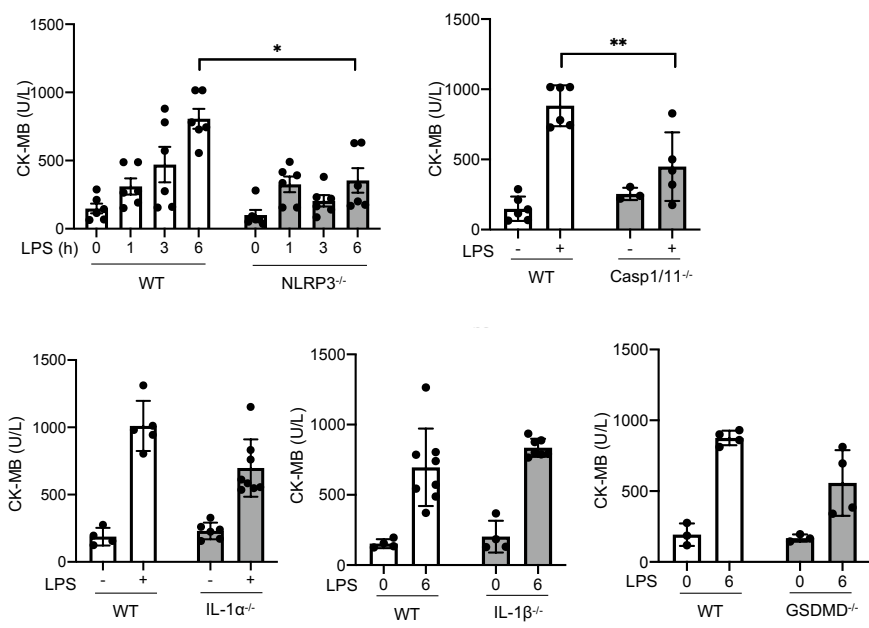 1500
1000
500
0
CK-MB (U/L)
*
LPS (h)
0 1 3 6 0 1 3 6
WT NLRP3-/-
1500
1000
500
0
CK-MB (U/L)
**
LPS - + - +
WT Casp1/11-/-
1500
1000
500
0
CK-MB (U/L)
LPS - + - +
WT IL-1α-/-
1500
1000
500
0
CK-MB (U/L)
LPS 0 6 0 6
WT IL-1β-/-
1500
1000
500
0
CK-MB (U/L)
LPS 0 6 0 6
WT GSDMD-/-